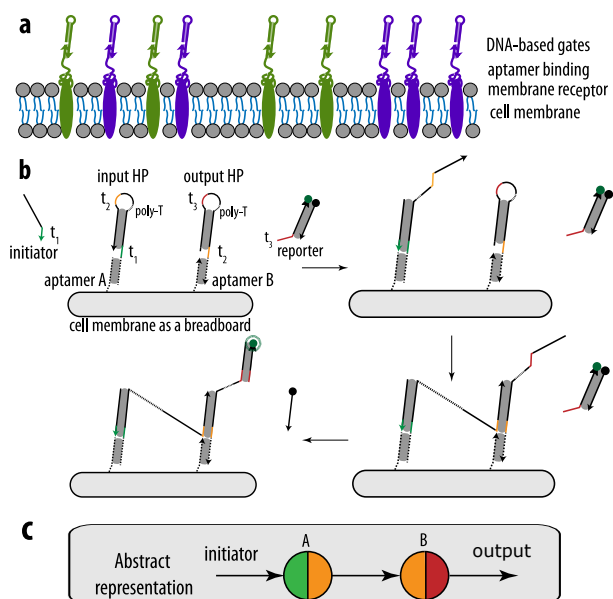 a
DNA-based gates
aptamer binding
membrane receptor
cell membrane
b
input HP
output HP
t2
poly-T
t3
poly-T
t1
initiator
t1
t2
t3
reporter
aptamer A
aptamer B
cell membrane as a breadboard
c
Abstract
representation
initiator
A
B
output